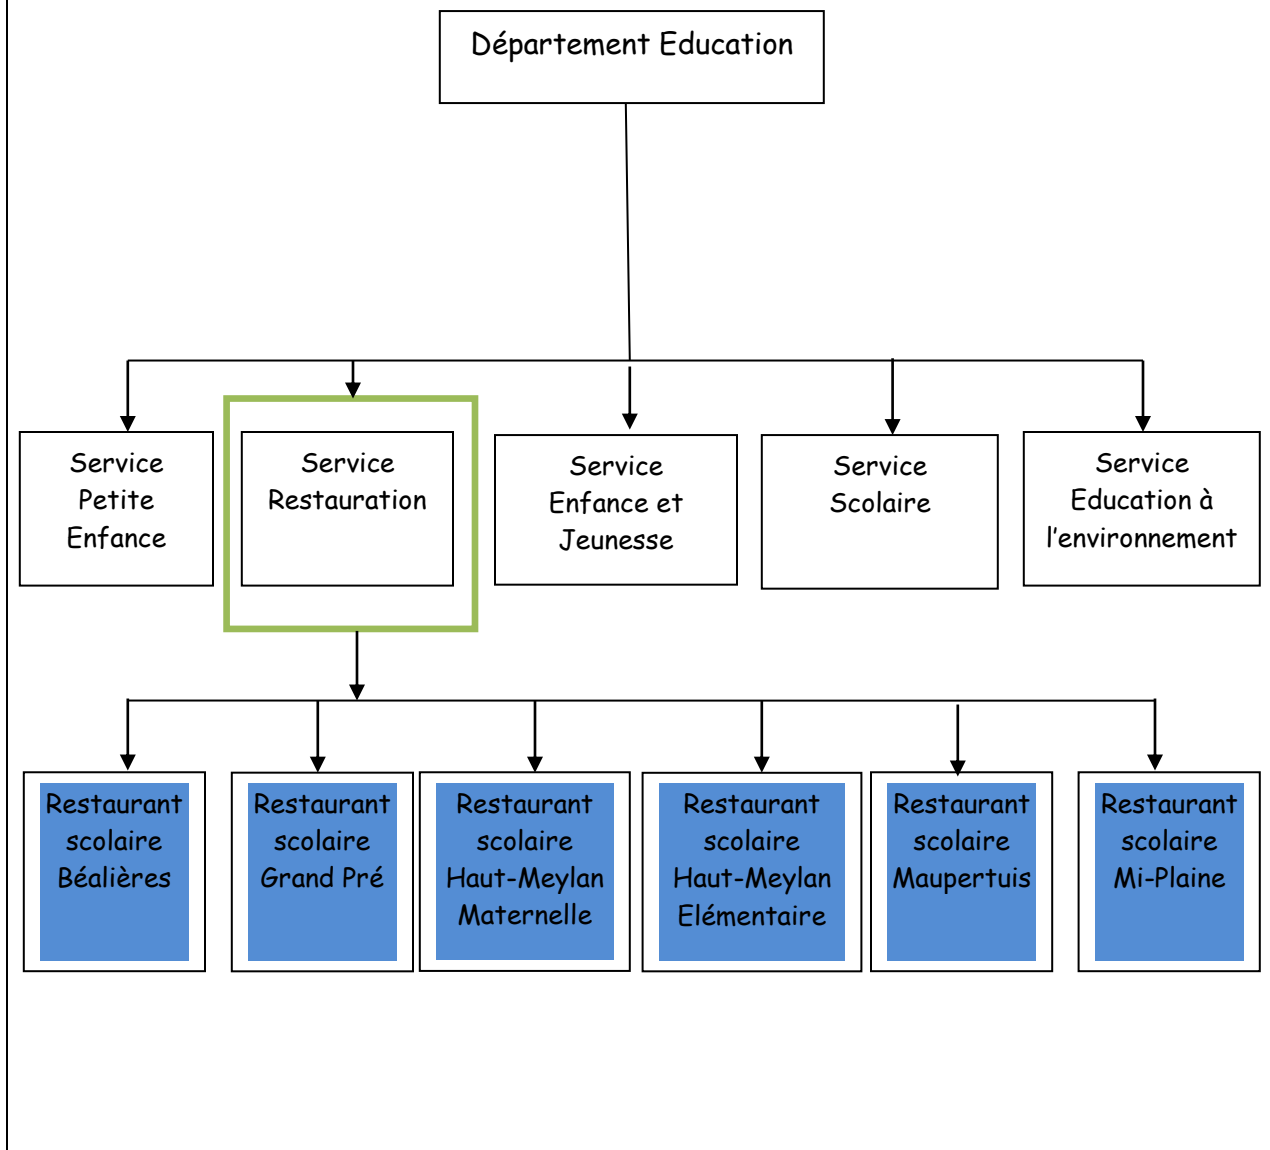 Département Education
Service
Petite
Enfance
Service
Restauration
Service
Enfance et
Jeunesse
Service
Scolaire
Service
Education à
l'environnement
Restaurant
scolaire
Béalières
Restaurant
scolaire
Grand Pré
Restaurant
scolaire
Haut-Meylan
Maternelle
Restaurant
scolaire
Haut-Meylan
Elémentaire
Restaurant
scolaire
Maupertuis
Restaurant
scolaire
Mi-Plaine